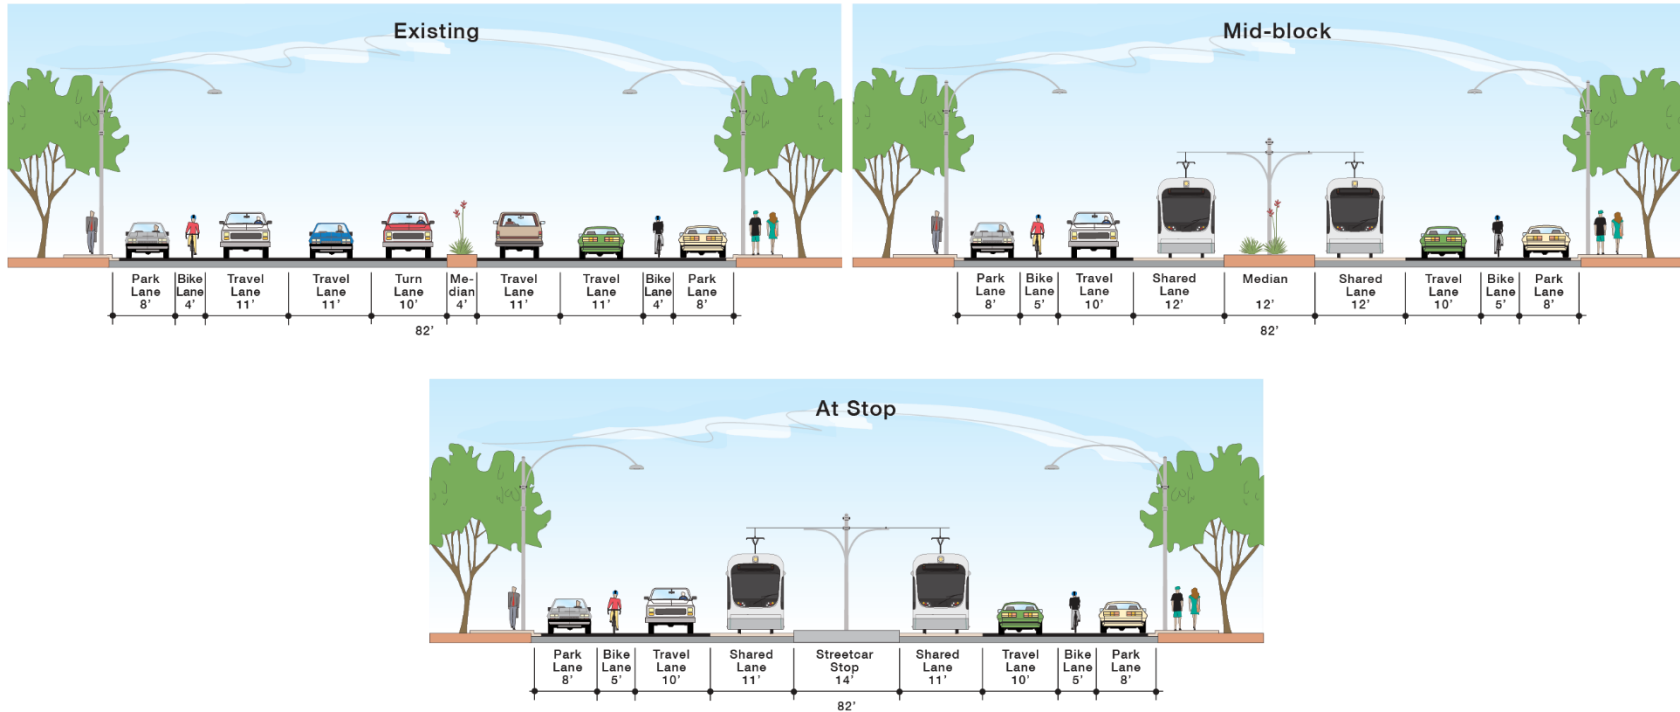 Existing
Park
Lane
8’
Bike
Lane
4’
Travel
Lane
11’
Travel
Lane
11’
Turn
Lane
10’
Me-
dian
4’
Travel
Lane
11’
Travel
Lane
11’
Bike
Lane
4’
Park
Lane
8’
82’
Mid-block
Park
Lane
8’
Bike
Lane
5’
Travel
Lane
10’
Shared
Lane
12’
Median
12’
Shared
Lane
12’
Travel
Lane
10’
Bike
Lane
5’
Park
Lane
8’
82’
At Stop
Park
Lane
8’
Bike
Lane
5’
Travel
Lane
10’
Shared
Lane
11’
Streetcar
Stop
14’
Shared
Lane
11’
Travel
Lane
10’
Bike
Lane
5’
Park
Lane
8’
82’